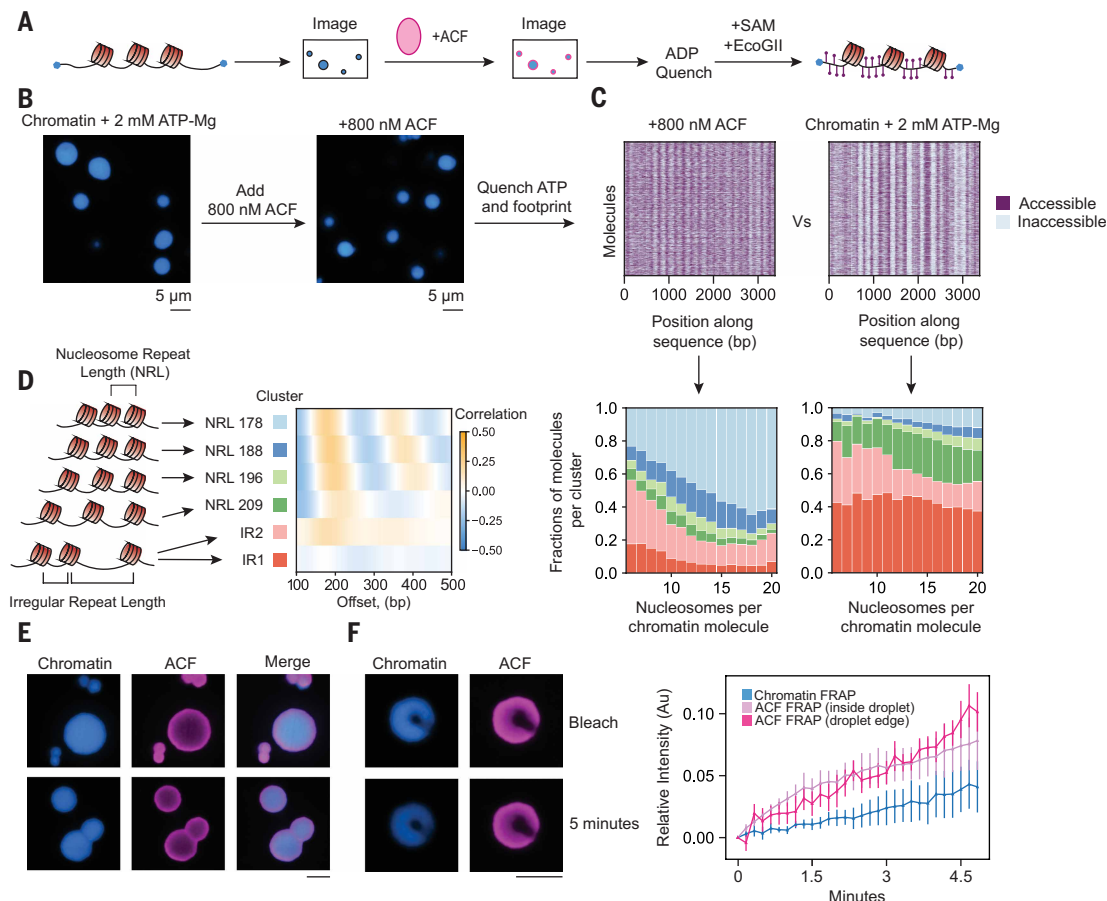 A
Image
+ACF
Image
ADP
Quench
+SAM
+EcoGII
B
Chromatin + 2 mM ATP-Mg
+800 nM ACF
Add
800 nM ACF
Quench ATP
and footprint
5 µm
5 µm
C
+800 nM ACF
Chromatin + 2 mM ATP-Mg
Molecules
Vs
Accessible
Inaccessible
0 1000 2000 3000
0 1000 2000 3000
Position along
sequence (bp)
Position along
sequence (bp)
D
Nucleosome Repeat
Length (NRL)
Cluster
NRL 178
NRL 188
NRL 196
NRL 209
IR2
IR1
Irregular Repeat Length
Correlation
0.50
0.25
0.00
−0.25
−0.50
100 200 300 400 500
Offset, (bp)
Fractions of molecules
per cluster
1.0
0.8
0.6
0.4
0.2
0.0
10 15 20
Nucleosomes per
chromatin molecule
1.0
0.8
0.6
0.4
0.2
0.0
10 15 20
Nucleosomes per
chromatin molecule
E
Chromatin ACF Merge
F
Chromatin ACF
Bleach
5 minutes
Relative Intensity (Au)
0.10
0.05
0.00
Chromatin FRAP
ACF FRAP (inside droplet)
ACF FRAP (droplet edge)
0 1.5 3 4.5
Minutes